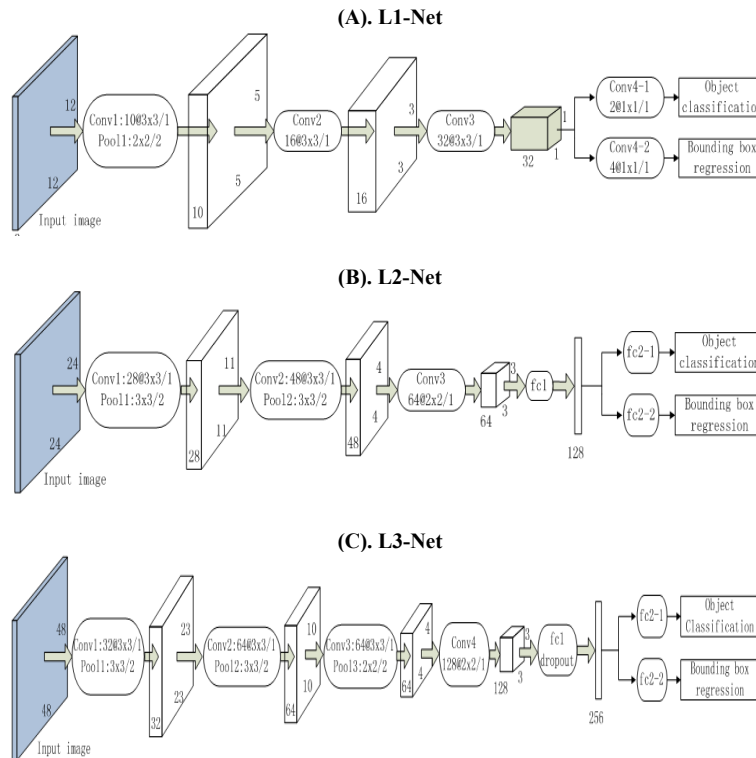 (A). L1-Net
12
12
Input image
Conv1:10@3x3/1
Pool1:2x2/2
5
5
10
Conv2
16@3x3/1
3
3
16
Conv3
32@3x3/1
1
1
32
Conv4-1
2@1x1/1
Object
classification
Conv4-2
4@1x1/1
Bounding box
regression
(B). L2-Net
24
24
Input image
Conv1:28@3x3/1
Pool1:3x3/2
11
11
28
Conv2:48@3x3/1
Pool2:3x3/2
4
4
48
Conv3
64@2x2/1
3
3
64
fc1
128
fc2-1
Object
classification
fc2-2
Bounding box
regression
(C). L3-Net
48
48
Input image
Conv1:32@3x3/1
Pool1:3x3/2
23
23
32
Conv2:64@3x3/1
Pool2:3x3/2
10
10
64
Conv3:64@3x3/1
Pool3:2x2/2
4
4
64
Conv4
128@2x2/1
3
3
128
fc1
dropout
256
fc2-1
Object
Classification
fc2-2
Bounding box
regression